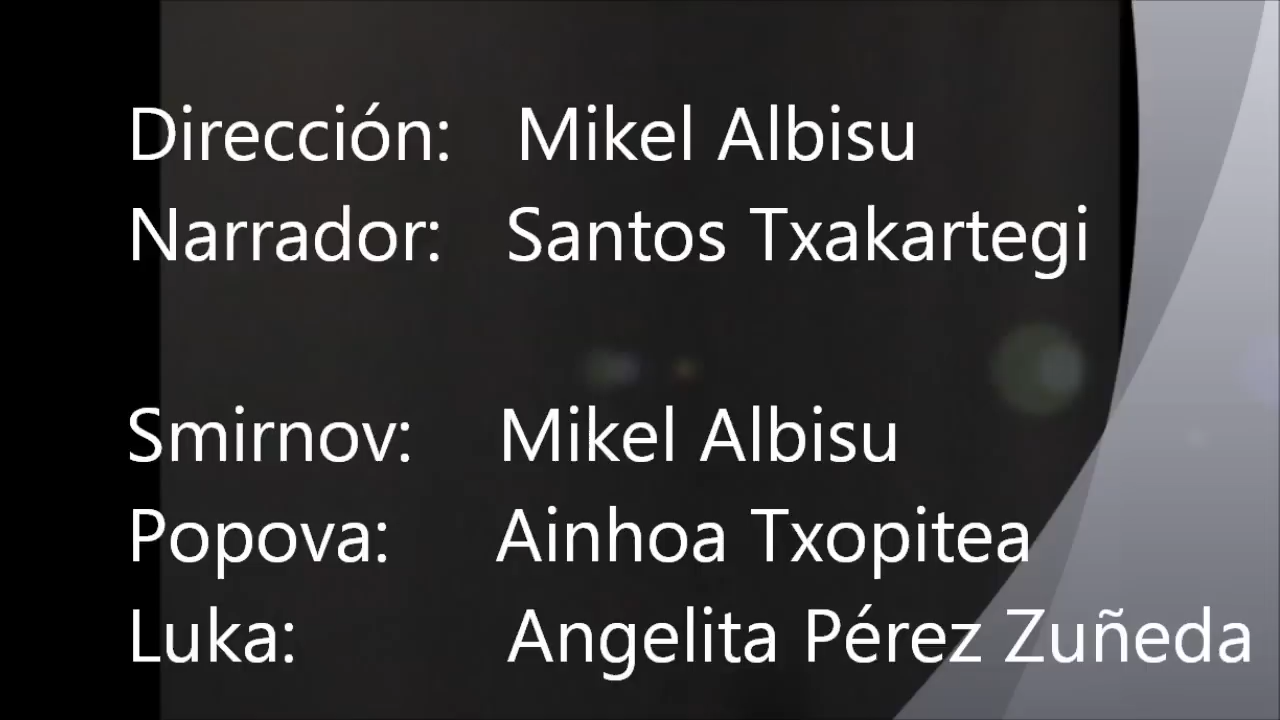 Dirección: Mikel Albisu
Narrador: Santos Txakartegi
Smirnov: Mikel Albisu
Popova: Ainhoa Txopitea
Luka: Angelita Pérez Zuñeda